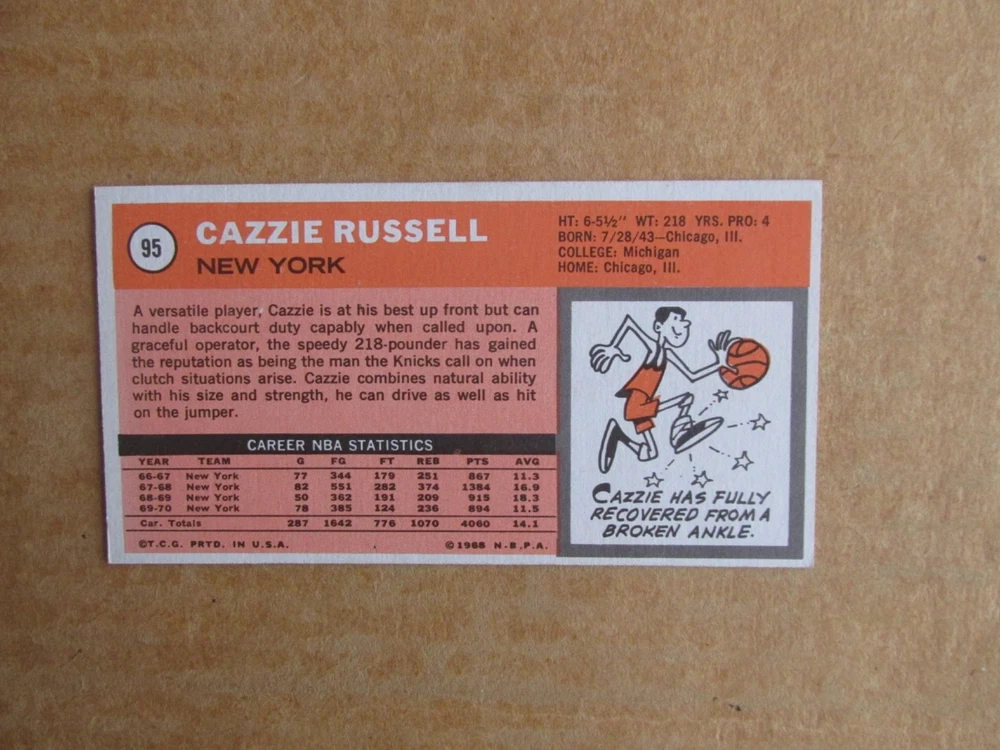 95
CAZZIE RUSSELL
NEW YORK
HT: 6-5½" WT: 218 YRS. PRO: 4
BORN: 7/28/43—Chicago, Ill.
COLLEGE: Michigan
HOME: Chicago, Ill.
A versatile player, Cazzie is at his best up front but can
handle backcourt duty capably when called upon. A
graceful operator, the speedy 218-pounder has gained
the reputation as being the man the Knicks call on when
clutch situations arise. Cazzie combines natural ability
with his size and strength, he can drive as well as hit
on the jumper.
CAREER NBA STATISTICS
YEAR TEAM G FG FT REB PTS AVG
66-67 New York 77 344 179 251 867 11.3
67-68 New York 82 551 282 374 1384 16.9
68-69 New York 50 362 191 209 915 18.3
69-70 New York 78 385 124 236 894 11.5
Car. Totals 287 1642 776 1070 4060 14.1
©T.C.G. PRTD. IN U.S.A. ©1968 N.B.P.A.
CAZZIE HAS FULLY
RECOVERED FROM A
BROKEN ANKLE.